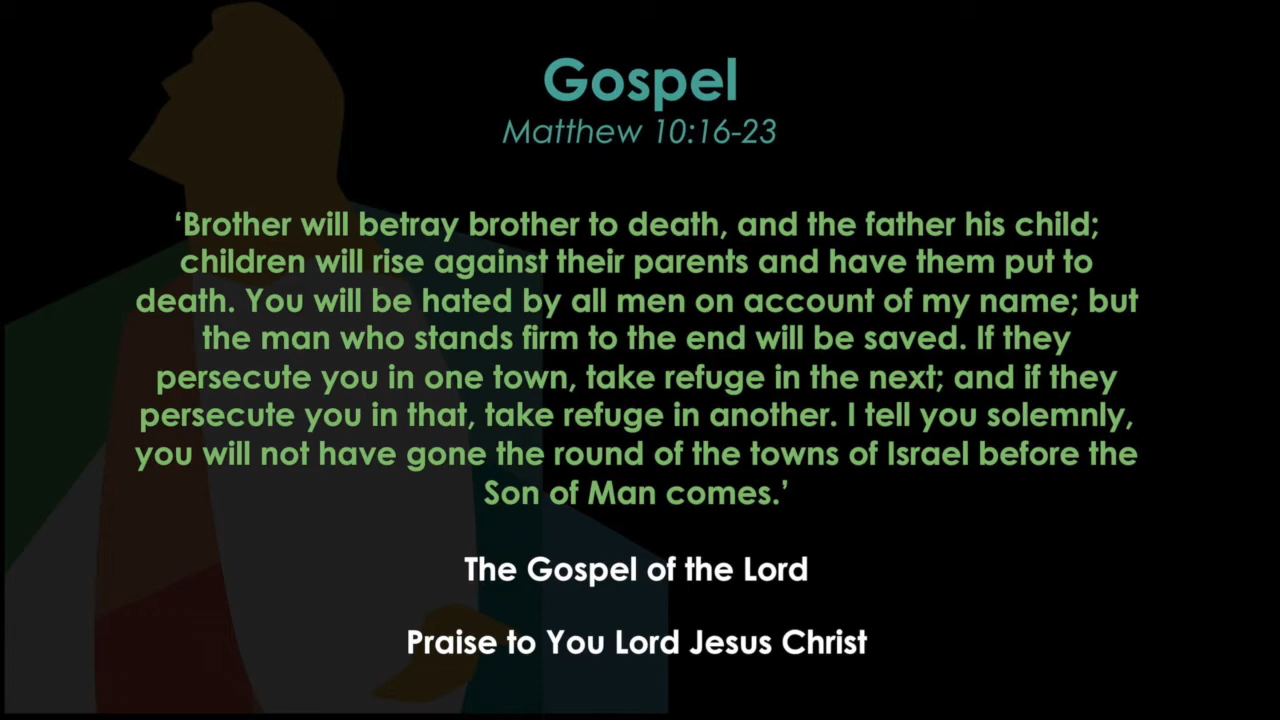 Gospel
Matthew 10:16-23
‘Brother will betray brother to death, and the father his child;
children will rise against their parents and have them put to
death. You will be hated by all men on account of my name; but
the man who stands firm to the end will be saved. If they
persecute you in one town, take refuge in the next; and if they
persecute you in that, take refuge in another. I tell you solemnly,
you will not have gone the round of the towns of Israel before the
Son of Man comes.’
The Gospel of the Lord
Praise to You Lord Jesus Christ